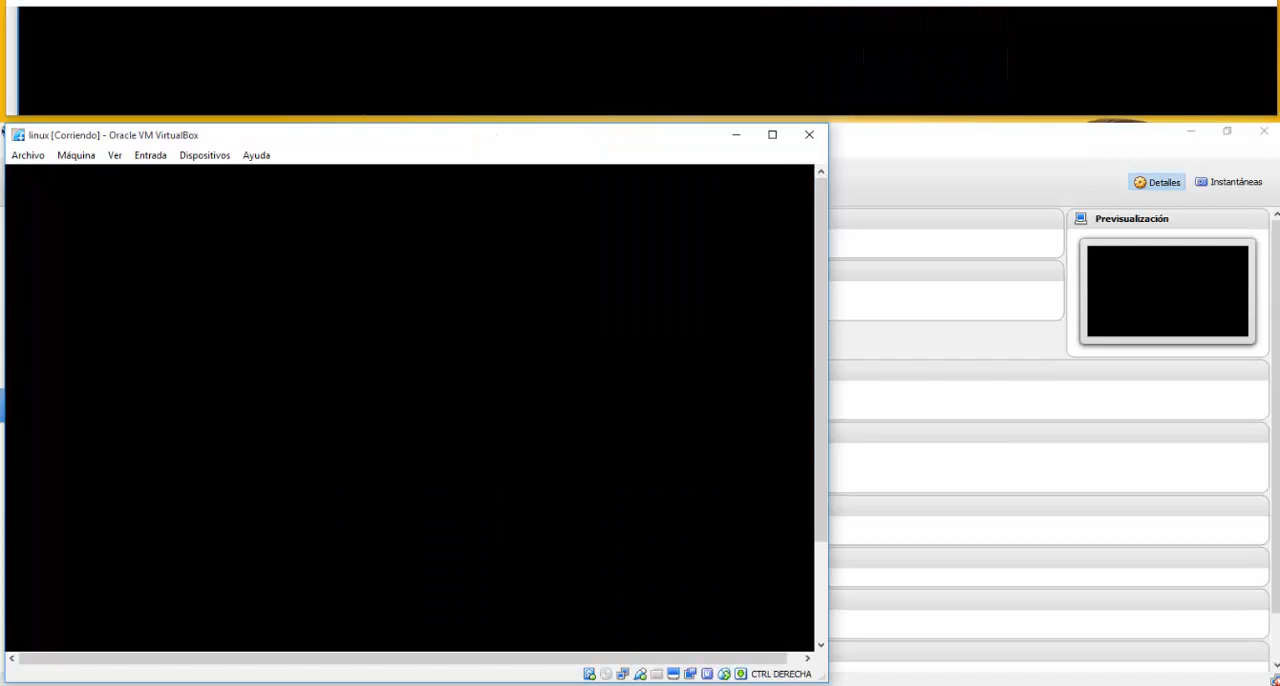 linux [Corriendo] - Oracle VM VirtualBox
Archivo Máquina Ver Entrada Dispositivos Ayuda
Detalles Instantáneas
Previsualización
CTRL DERECHA